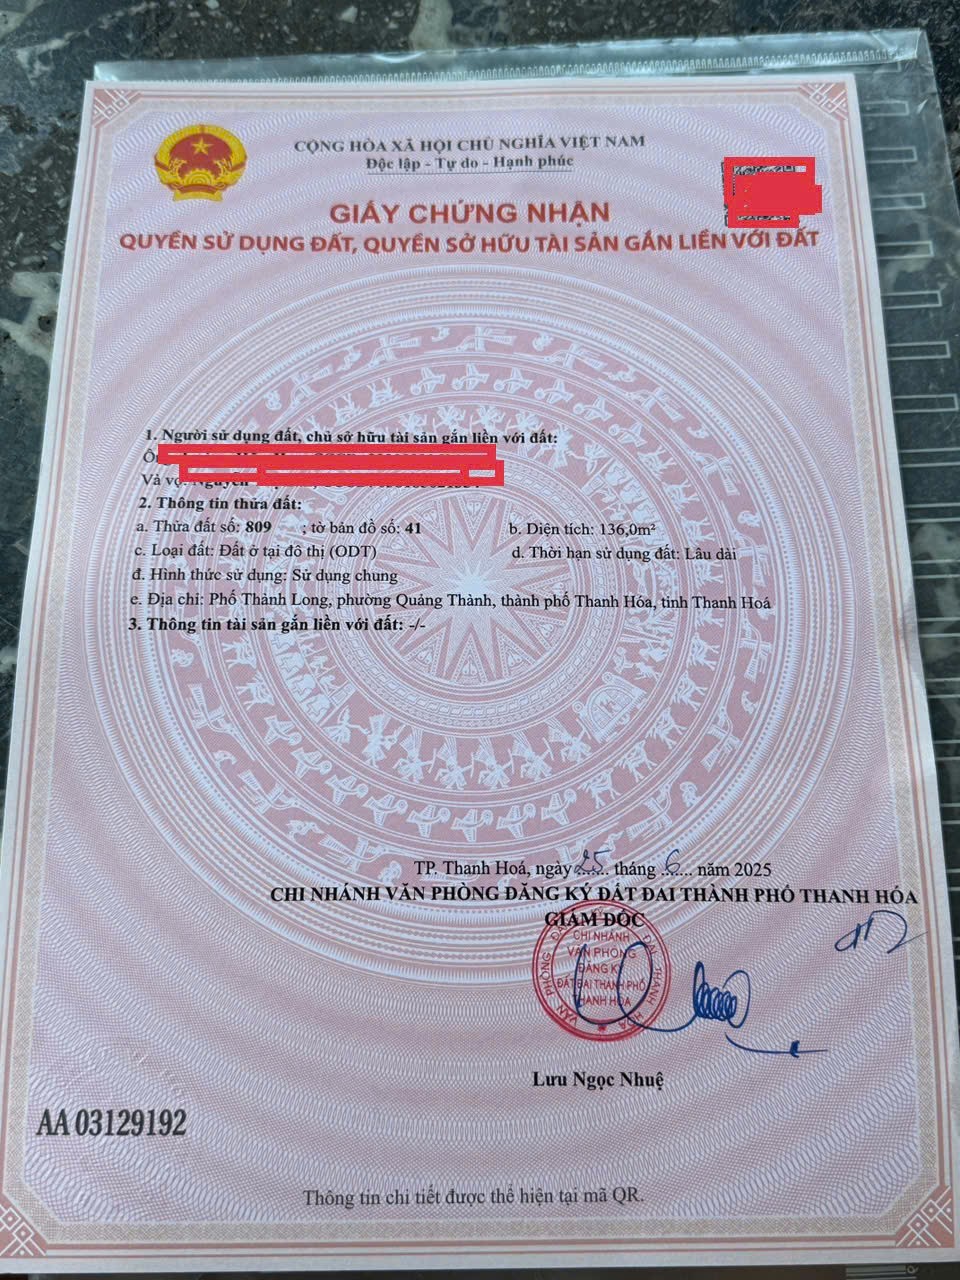 CỘNG HÒA XÃ HỘI CHỦ NGHĨA VIỆT NAM
Độc lập - Tự do - Hạnh phúc
GIẤY CHỨNG NHẬN
QUYỀN SỬ DỤNG ĐẤT, QUYỀN SỞ HỮU TÀI SẢN GẮN LIỀN VỚI ĐẤT
1. Người sử dụng đất, chủ sở hữu tài sản gắn liền với đất:
Và vợ:
2. Thông tin thửa đất:
a. Thửa đất số: 809 ; tờ bản đồ số: 41 b. Diện tích: 136,0m²
c. Loại đất: Đất ở tại đô thị (ODT) d. Thời hạn sử dụng đất: Lâu dài
đ. Hình thức sử dụng: Sử dụng chung
e. Địa chỉ: Phố Thành Long, phường Quảng Thành, thành phố Thanh Hóa, tỉnh Thanh Hoá
3. Thông tin tài sản gắn liền với đất: -/-
TP. Thanh Hoá, ngày 25 tháng 6 năm 2025
CHI NHÁNH VĂN PHÒNG ĐĂNG KÝ ĐẤT ĐAI THÀNH PHỐ THANH HÓA
GIÁM ĐỐC
CHI NHÁNH
VĂN PHÒNG
ĐĂNG KÝ
ĐẤT ĐAI THÀNH PHỐ
THANH HÓA
Lưu Ngọc Nhuệ
AA 03129192
Thông tin chi tiết được thể hiện tại mã QR.